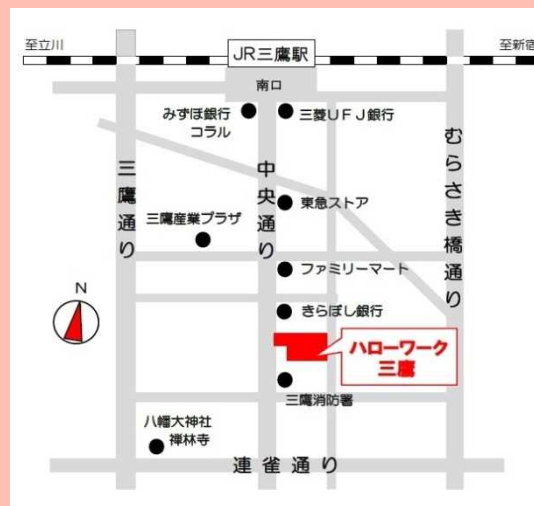 至立川
JR三鷹駅
至新宿
南口
みずほ銀行
コラル
三菱UFJ銀行
三鷹通り
中央通り
むらさき橋通り
東急ストア
三鷹産業プラザ
ファミリーマート
N
きらぼし銀行
ハローワーク
三鷹
三鷹消防署
八幡大神社
禅林寺
連雀通り